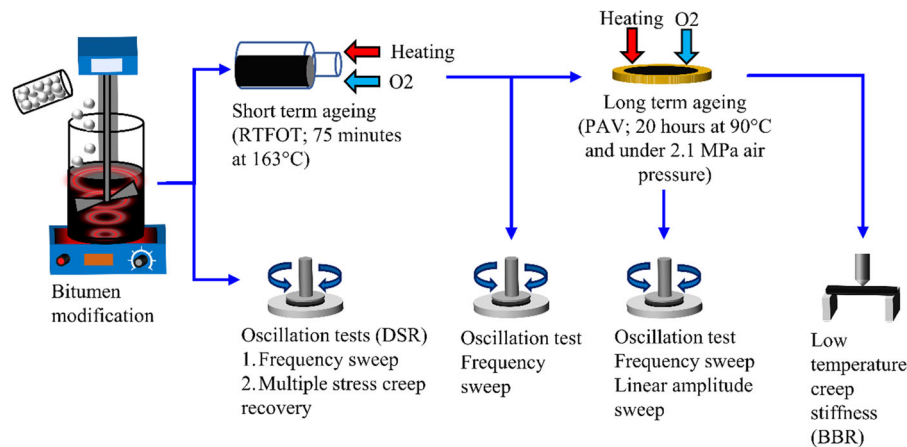 Heating
O2
Short term ageing
(RTFOT; 75 minutes
at 163°C)
Heating
O2
Long term ageing
(PAV; 20 hours at 90°C
and under 2.1 MPa air
pressure)
Bitumen
modification
Oscillation tests (DSR)
1. Frequency sweep
2. Multiple stress creep
recovery
Oscillation test
Frequency
sweep
Oscillation test
Frequency sweep
Linear amplitude
sweep
Low
temperature
creep
stiffness
(BBR)